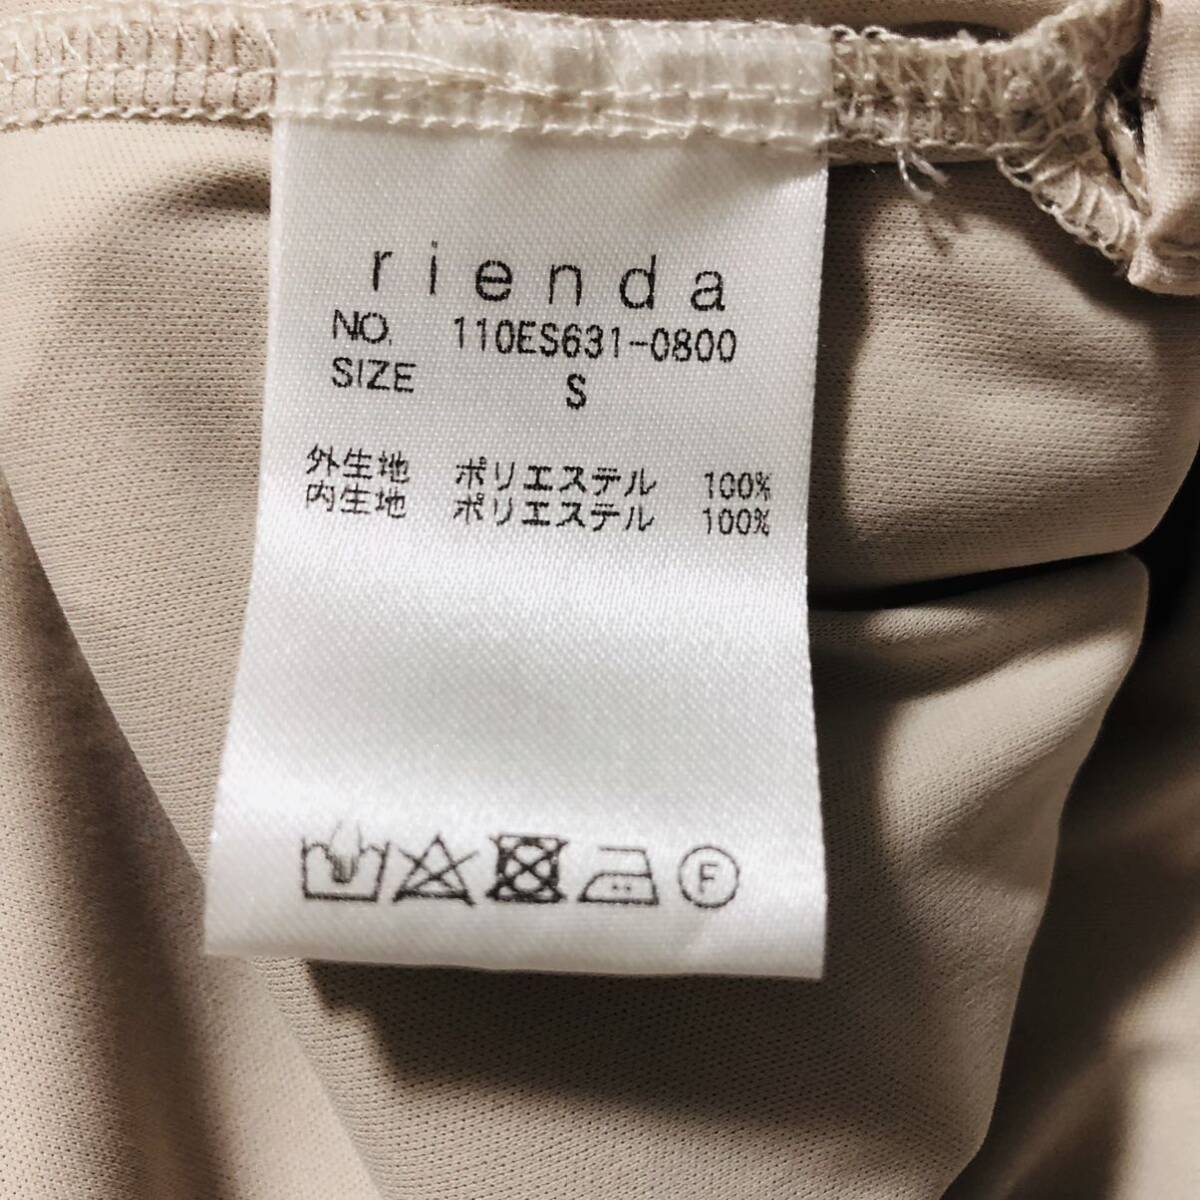 rienda
NO. 110ES631-0800
SIZE S
外生地 ポリエステル 100%
内生地 ポリエステル 100%
F